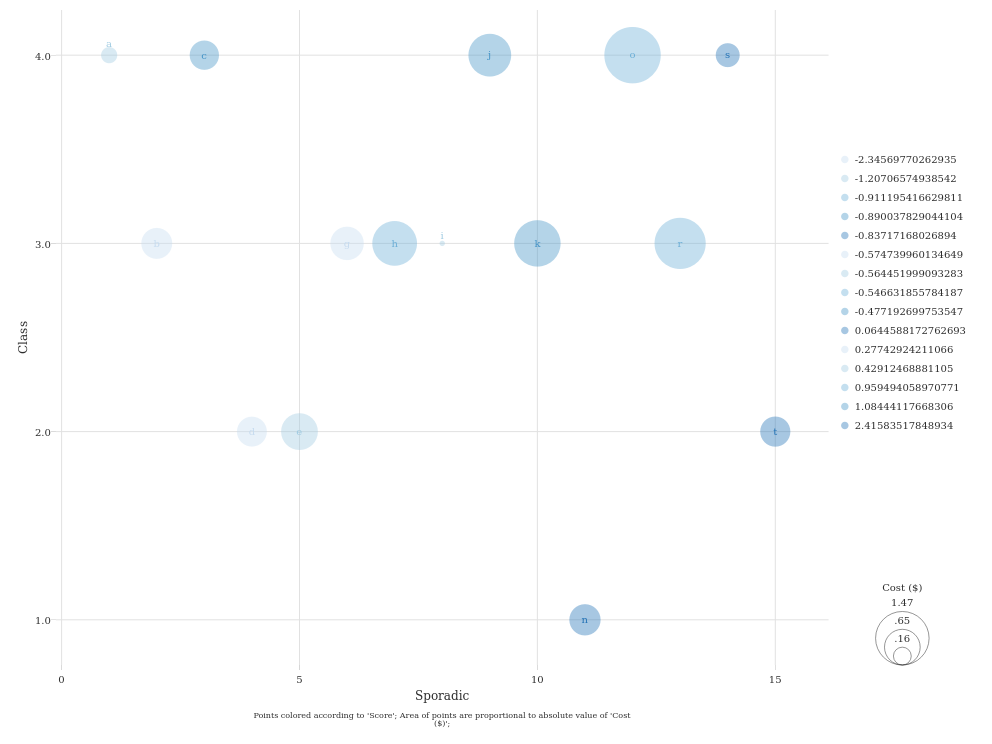 4.0
3.0
2.0
1.0
Class
a
c
j
o
s
b
g
h
i
k
r
d
e
t
n
0
5
10
15
Sporadic
Points colored according to 'Score'; Area of points are proportional to absolute value of 'Cost
($)';
-2.34569770262935
-1.20706574938542
-0.911195416629811
-0.890037829044104
-0.83717168026894
-0.574739960134649
-0.564451999093283
-0.546631855784187
-0.477192699753547
0.0644588172762693
0.27742924211066
0.42912468881105
0.959494058970771
1.08444117668306
2.41583517848934
Cost ($)
1.47
.65
.16